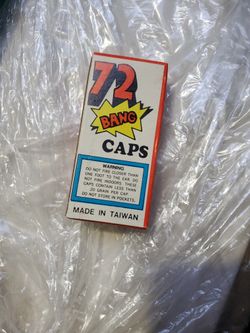 72
BANG
CAPS
WARNING
DO NOT FIRE CLOSER THAN
ONE FOOT TO THE EAR. DO
NOT FIRE INDOORS. THESE
CAPS CONTAIN LESS THAN
.20 GRAIN PER CAP.
DO NOT STORE IN POCKETS.
MADE IN TAIWAN